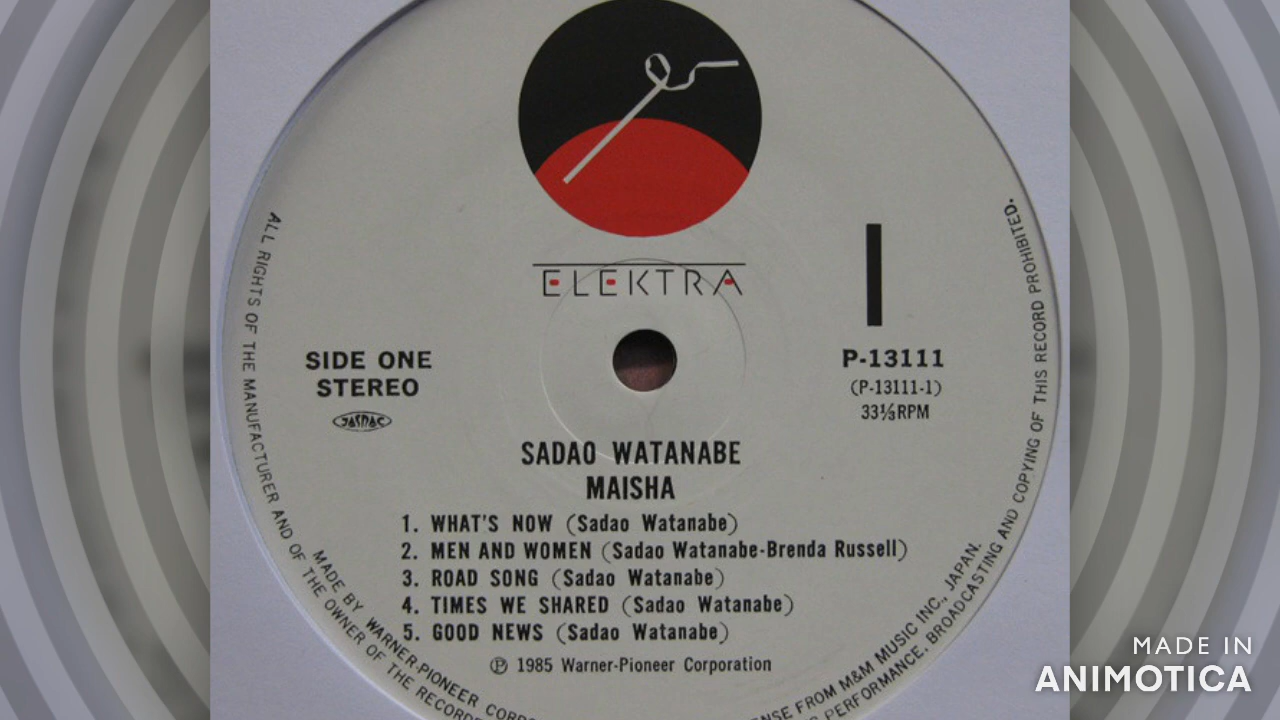 ELEKTRA
SIDE ONE
STEREO
JASRAC
P-13111
(P-13111-1)
33⅓RPM
SADAO WATANABE
MAISHA
1. WHAT'S NOW (Sadao Watanabe)
2. MEN AND WOMEN (Sadao Watanabe-Brenda Russell)
3. ROAD SONG (Sadao Watanabe)
4. TIMES WE SHARED (Sadao Watanabe)
5. GOOD NEWS (Sadao Watanabe)
Ⓟ 1985 Warner-Pioneer Corporation
ALL RIGHTS OF THE MANUFACTURER AND OF THE OWNER OF THE RECORDE
PERFORMANCE, BROADCASTING AND COPYING OF THIS RECORD PROHIBITED.
MADE BY WARNER-PIONEER
FROM M&M MUSIC INC., JAPAN.
MADE IN
ANIMOTICA